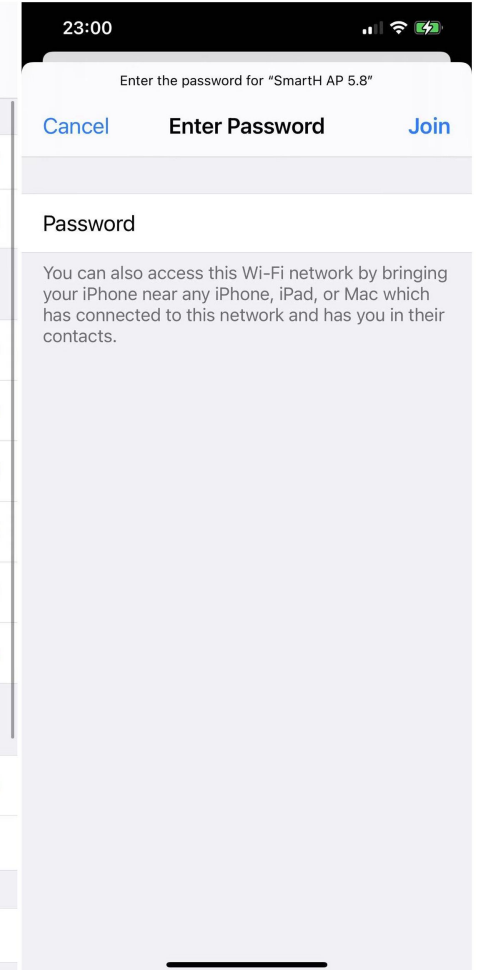 23:00
Enter the password for “SmartH AP 5.8”
Cancel Enter Password Join
Password
You can also access this Wi-Fi network by bringing
your iPhone near any iPhone, iPad, or Mac which
has connected to this network and has you in their
contacts.